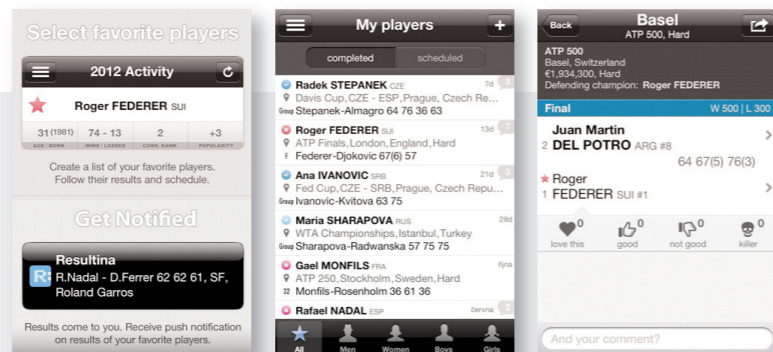 Select favorite players
2012 Activity
Roger FEDERER SUI
31 (1981) 74 - 13 2 +3
AGE | BORN WINS | LOSSES CURR. RANK POPULARITY
Create a list of your favorite players.
Follow their results and schedule.
Get Notified
Resultina
R:
R.Nadal - D.Ferrer 62 62 61, SF,
Roland Garros
Results come to you. Receive push notification
on results of your favorite players.
My players +
completed scheduled
Radek STEPANEK CZE 7d 3
Davis Cup, CZE - ESP, Prague, Czech Re...
Group Stepanek-Almagro 64 76 36 63
Roger FEDERER SUI 13d 7
ATP Finals, London, England, Hard
F Federer-Djokovic 67(6) 57
Ana IVANOVIC SRB 21d
Fed Cup, CZE - SRB, Prague, Czech Repu...
Group Ivanovic-Kvitova 63 75
Maria SHARAPOVA RUS 28d
WTA Championships, Istanbul, Turkey
Group Sharapova-Radwanska 57 75 75
Gael MONFILS FRA října
ATP 250, Stockholm, Sweden, Hard
32 Monfils-Rosenholm 36 61 36
Rafael NADAL ESP června 2
All Men Women Boys Girls
Back Basel
ATP 500, Hard
ATP 500
Basel, Switzerland
€1,934,300, Hard
Defending champion: Roger FEDERER
Final W 500 | L 300
Juan Martin
2 DEL POTRO ARG #8
64 67(5) 76(3)
Roger
1 FEDERER SUI #1
0 0 0 0
love this good not good killer
And your comment?